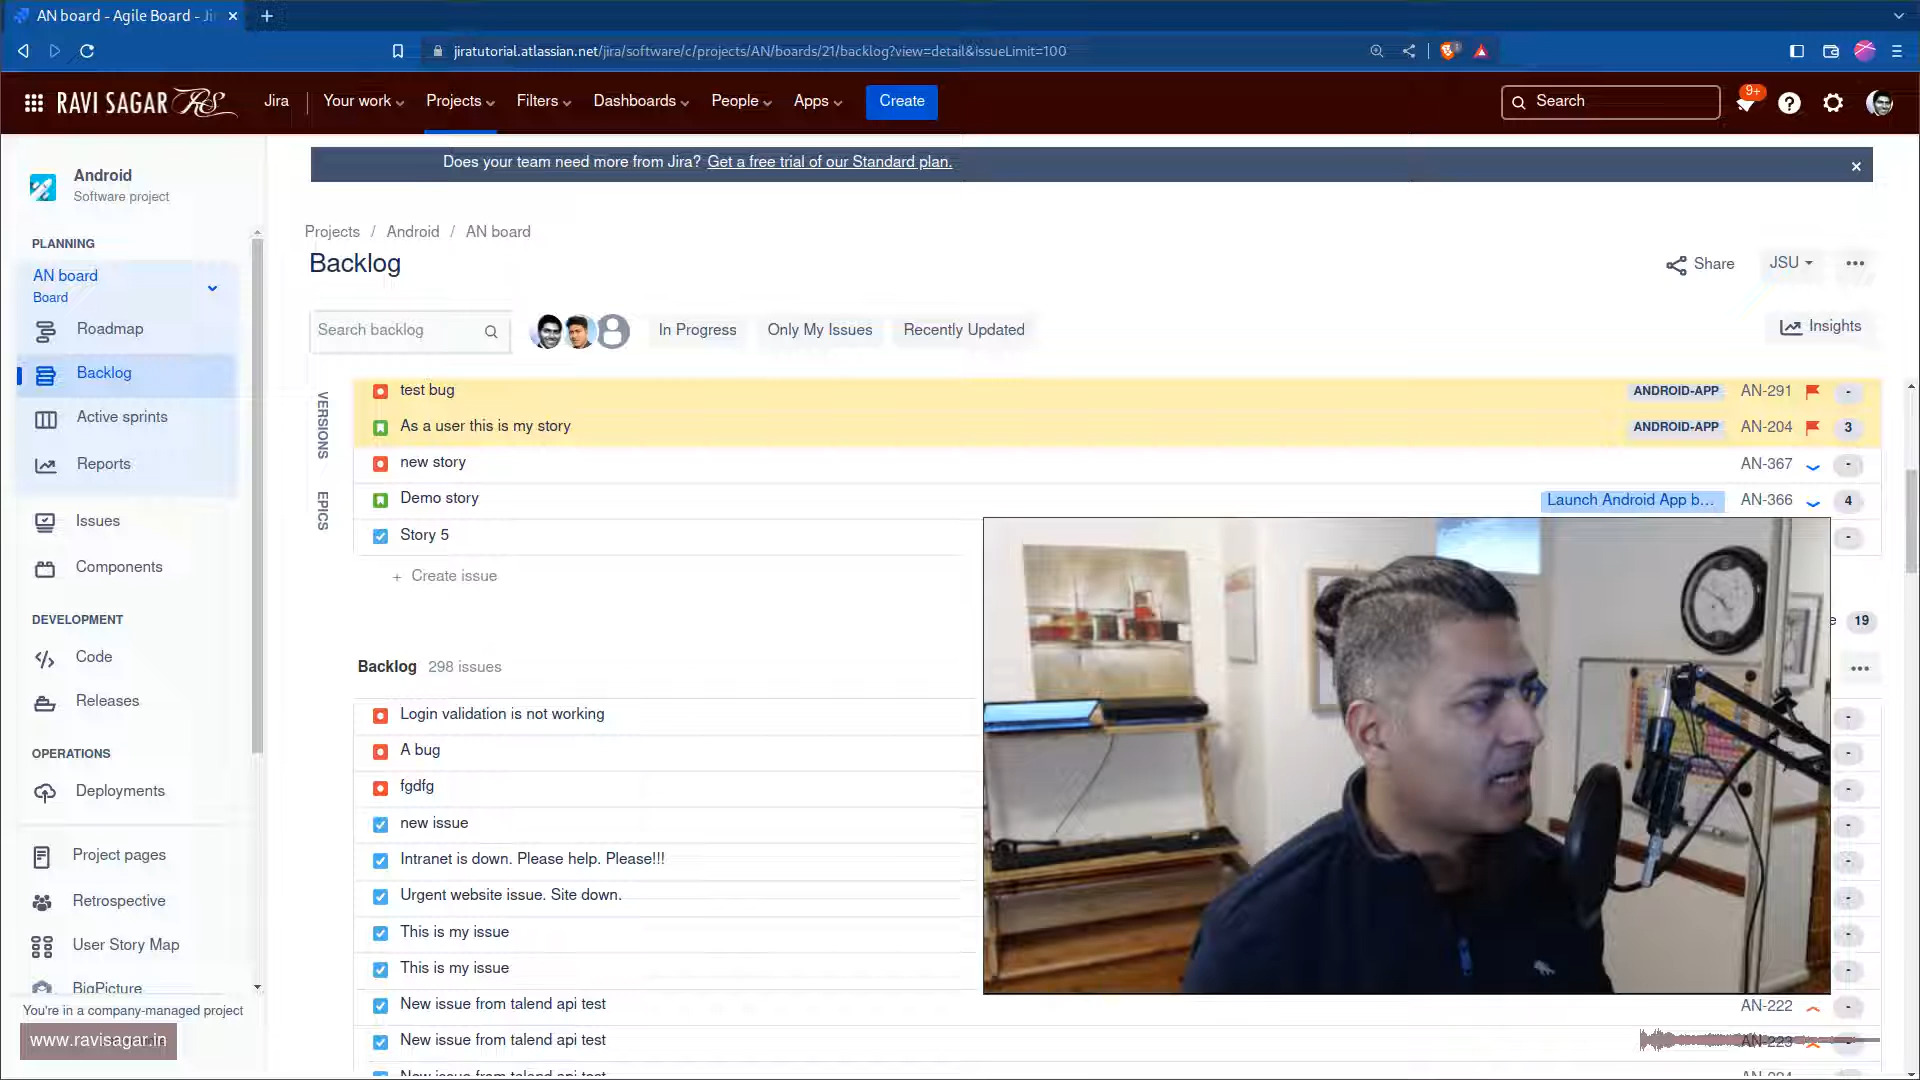 AN board - Agile Board - Ji
jiratutorial.atlassian.net/jira/software/c/projects/AN/boards/21/backlog?view=detail&issueLimit=100
RAVI SAGAR RS Jira Your work Projects Filters Dashboards People Apps Create Search 9+
Does your team need more from Jira? Get a free trial of our Standard plan.
Android
Software project
Projects / Android / AN board
PLANNING
Backlog
Share JSU
AN board
Board
Search backlog In Progress Only My Issues Recently Updated Insights
Roadmap
Backlog
Active sprints
Reports
Issues
Components
DEVELOPMENT
Code
Releases
OPERATIONS
Deployments
Project pages
Retrospective
User Story Map
BigPicture
You're in a company-managed project
www.ravisagar.in
VERSIONS
EPICS
test bug ANDROID-APP AN-291 -
As a user this is my story ANDROID-APP AN-204 3
new story AN-367 -
Demo story Launch Android App b... AN-366 4
Story 5 -
+ Create issue
19
Backlog 298 issues
Login validation is not working -
A bug -
fgdfg -
new issue -
Intranet is down. Please help. Please!!! -
Urgent website issue. Site down. -
This is my issue -
This is my issue -
New issue from talend api test AN-222 -
New issue from talend api test AN-223 -
New issue from talend api test